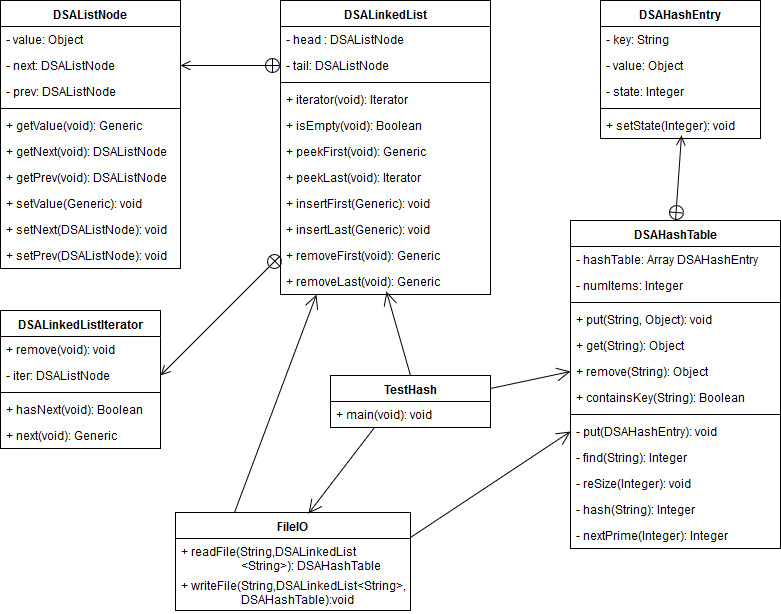 DSAListNode
- value: Object
- next: DSAListNode
- prev: DSAListNode
+ getValue(void): Generic
+ getNext(void): DSAListNode
+ getPrev(void): DSAListNode
+ setValue(Generic): void
+ setNext(DSAListNode): void
+ setPrev(DSAListNode): void
DSALinkedList
- head : DSAListNode
- tail: DSAListNode
+ iterator(void): Iterator
+ isEmpty(void): Boolean
+ peekFirst(void): Generic
+ peekLast(void): Iterator
+ insertFirst(Generic): void
+ insertLast(Generic): void
+ removeFirst(void): Generic
+ removeLast(void): Generic
DSAHashEntry
- key: String
- value: Object
- state: Integer
+ setState(Integer): void
DSAHashTable
- hashTable: Array DSAHashEntry
- numItems: Integer
+ put(String, Object): void
+ get(String): Object
+ remove(String): Object
+ containsKey(String): Boolean
- put(DSAHashEntry): void
- find(String): Integer
- reSize(Integer): void
- hash(String): Integer
- nextPrime(Integer): Integer
DSALinkedListIterator
+ remove(void): void
- iter: DSAListNode
+ hasNext(void): Boolean
+ next(void): Generic
TestHash
+ main(void): void
FileIO
+ readFile(String,DSALinkedList
<String>): DSAHashTable
+ writeFile(String,DSALinkedList<String>,
DSAHashTable):void